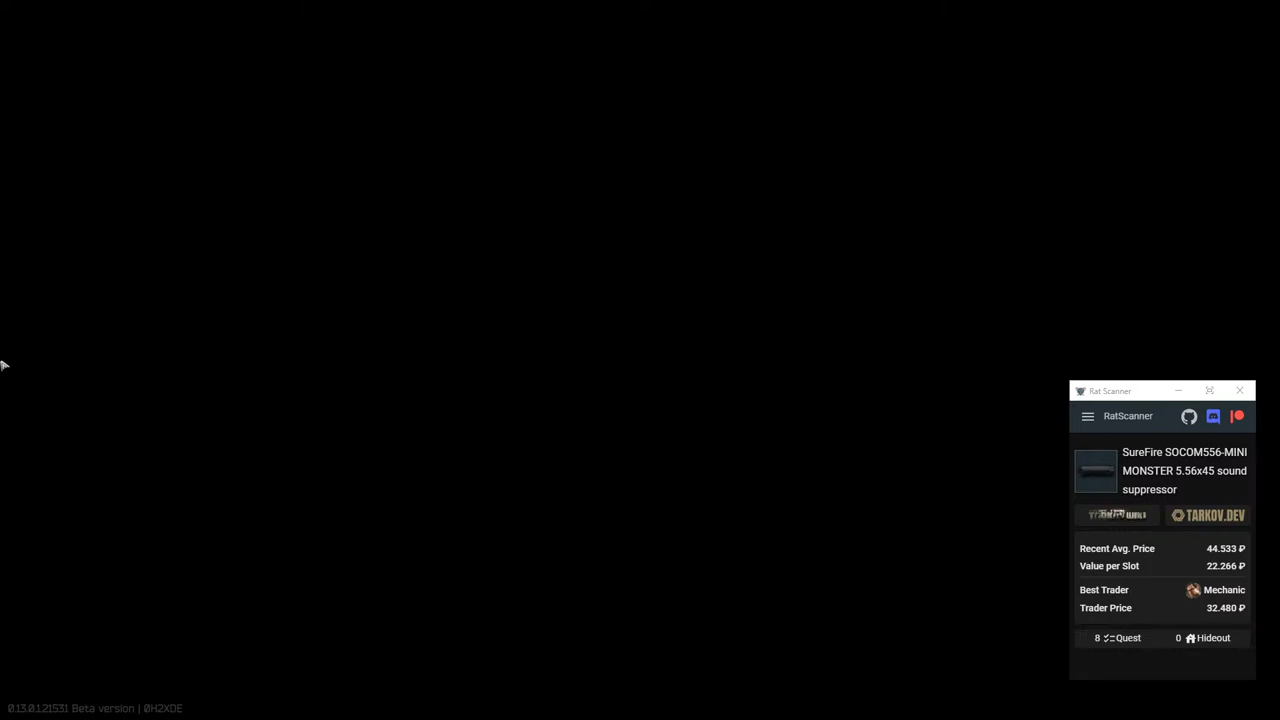 Rat Scanner
RatScanner
SureFire SOCOM556-MINI
MONSTER 5.56x45 sound
suppressor
TARKOV.DEV
Recent Avg. Price 44.533 ₽
Value per Slot 22.266 ₽
Best Trader Mechanic
Trader Price 32.480 ₽
8 Quest 0 Hideout
0.13.0.1.21531 Beta version | 0H2XDE